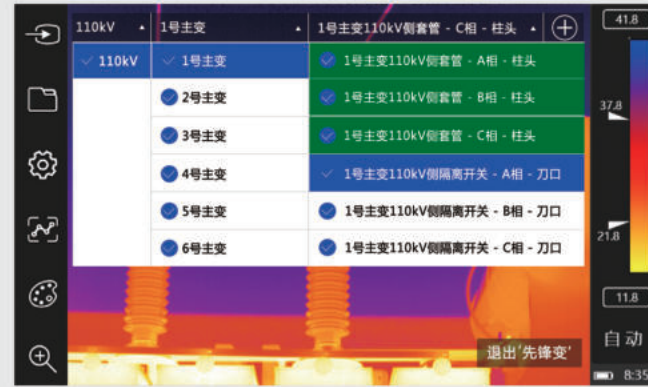 110kV 1号主变 1号主变110kV侧套管 - C相 - 柱头
41.8
110kV 1号主变 1号主变110kV侧套管 - A相 - 柱头
2号主变 1号主变110kV侧套管 - B相 - 柱头
37.8
3号主变 1号主变110kV侧套管 - C相 - 柱头
4号主变 1号主变110kV侧隔离开关 - A相 - 刀口
5号主变 1号主变110kV侧隔离开关 - B相 - 刀口
21.8
6号主变 1号主变110kV侧隔离开关 - C相 - 刀口
11.8
自动
退出'先锋变'
8:35